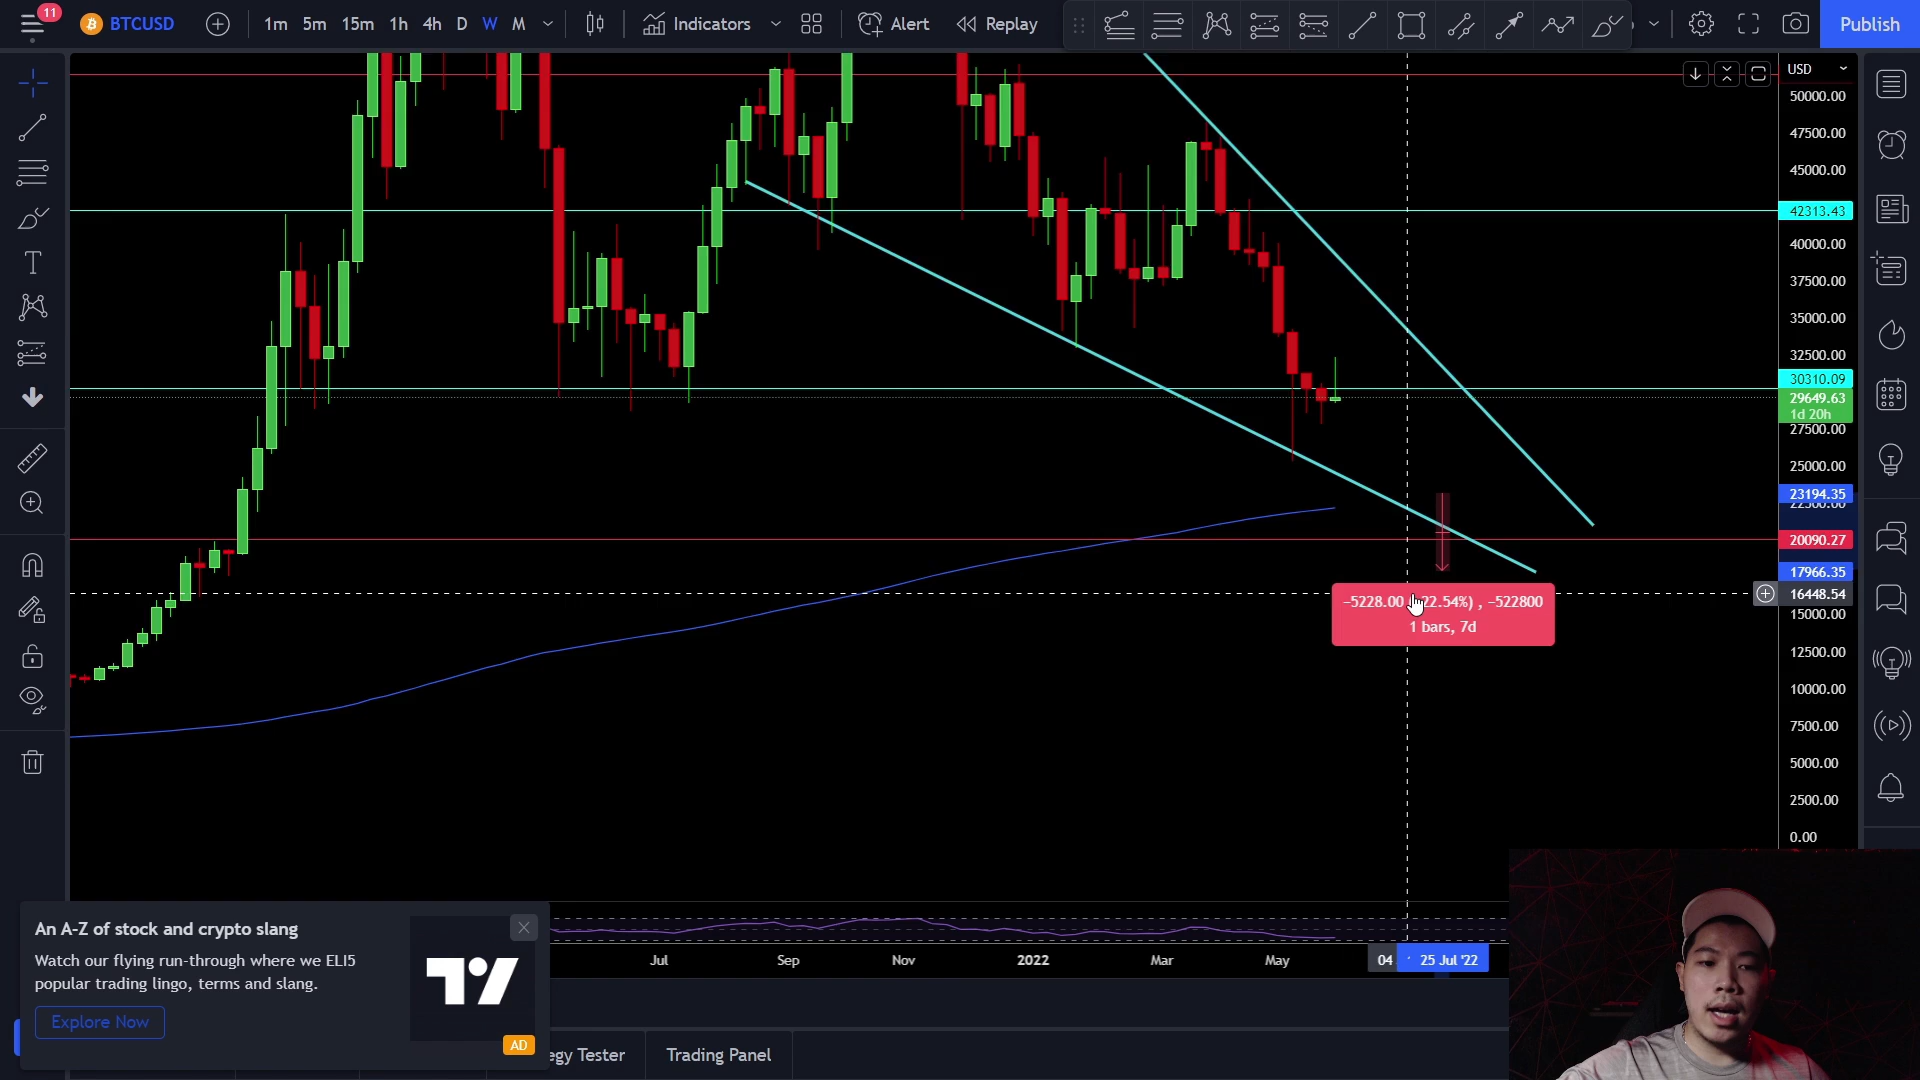 11
BTCUSD
1m 5m 15m 1h 4h D W M
Indicators
Alert
Replay
Publish
USD
50000.00
47500.00
45000.00
42313.43
40000.00
37500.00
35000.00
32500.00
30310.09
29649.63
1d 20h
27500.00
25000.00
23194.35
20090.27
17966.35
16448.54
15000.00
12500.00
10000.00
7500.00
5000.00
2500.00
0.00
−5228.00 22.54%) , −522800
1 bars, 7d
Jul Sep Nov 2022 Mar May 04 25 Jul '22
An A-Z of stock and crypto slang
Watch our flying run-through where we ELI5
popular trading lingo, terms and slang.
Explore Now
AD
egy Tester
Trading Panel